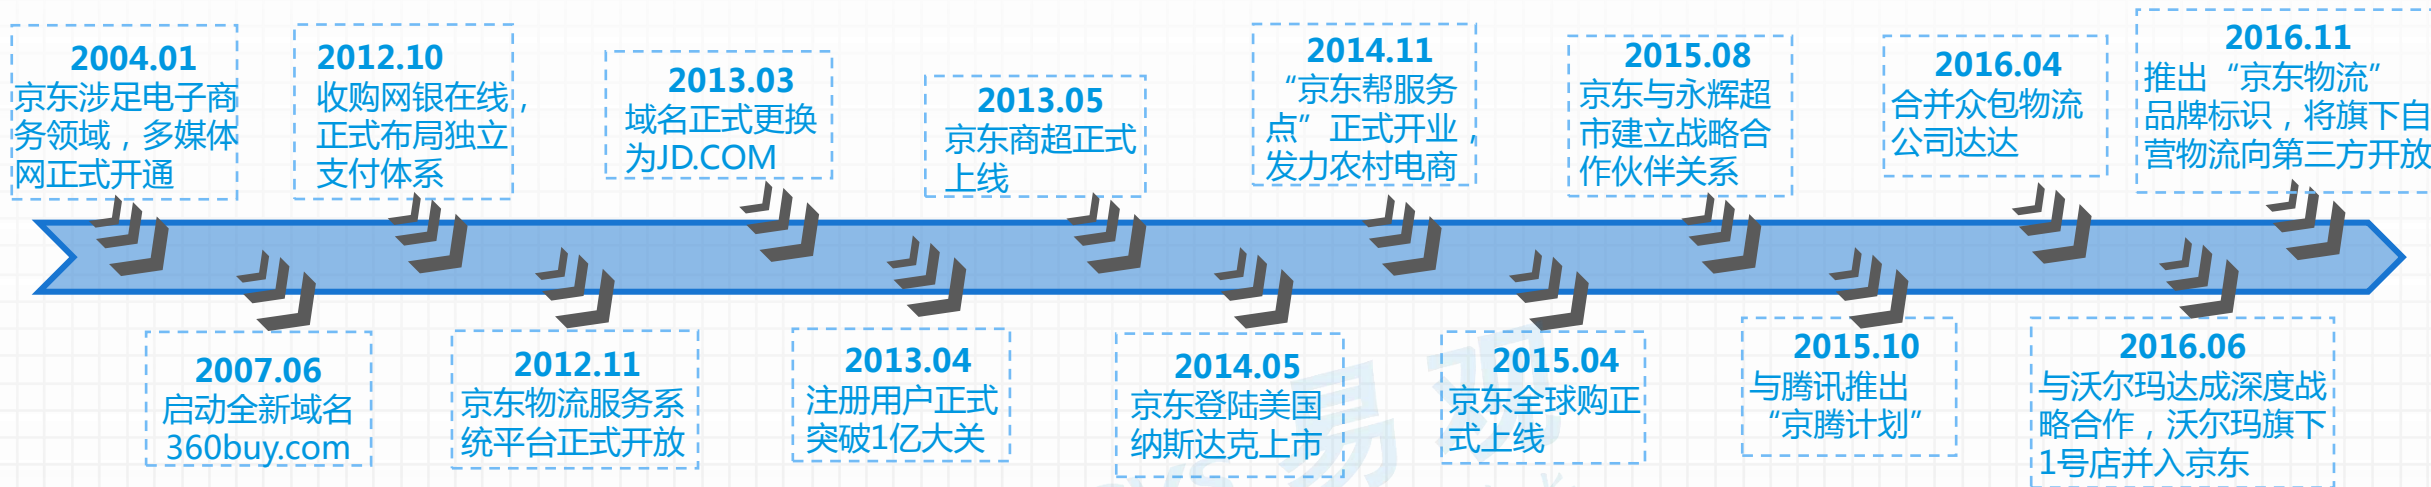 2004.01
京东涉足电子商
务领域，多媒体
网正式开通
2007.06
启动全新域名
360buy.com
2012.10
收购网银在线，
正式布局独立
支付体系
2012.11
京东物流服务系
统平台正式开放
2013.03
域名正式更换
为JD.COM
2013.04
注册用户正式
突破1亿大关
2013.05
京东商超正式
上线
2014.05
京东登陆美国
纳斯达克上市
2014.11
“京东帮服务
点”正式开业，
发力农村电商
2015.04
京东全球购正
式上线
2015.08
京东与永辉超
市建立战略合
作伙伴关系
2015.10
与腾讯推出
“京腾计划”
2016.04
合并众包物流
公司达达
2016.06
与沃尔玛达成深度战
略合作，沃尔玛旗下
1号店并入京东
2016.11
推出“京东物流”
品牌标识，将旗下自
营物流向第三方开放
易观